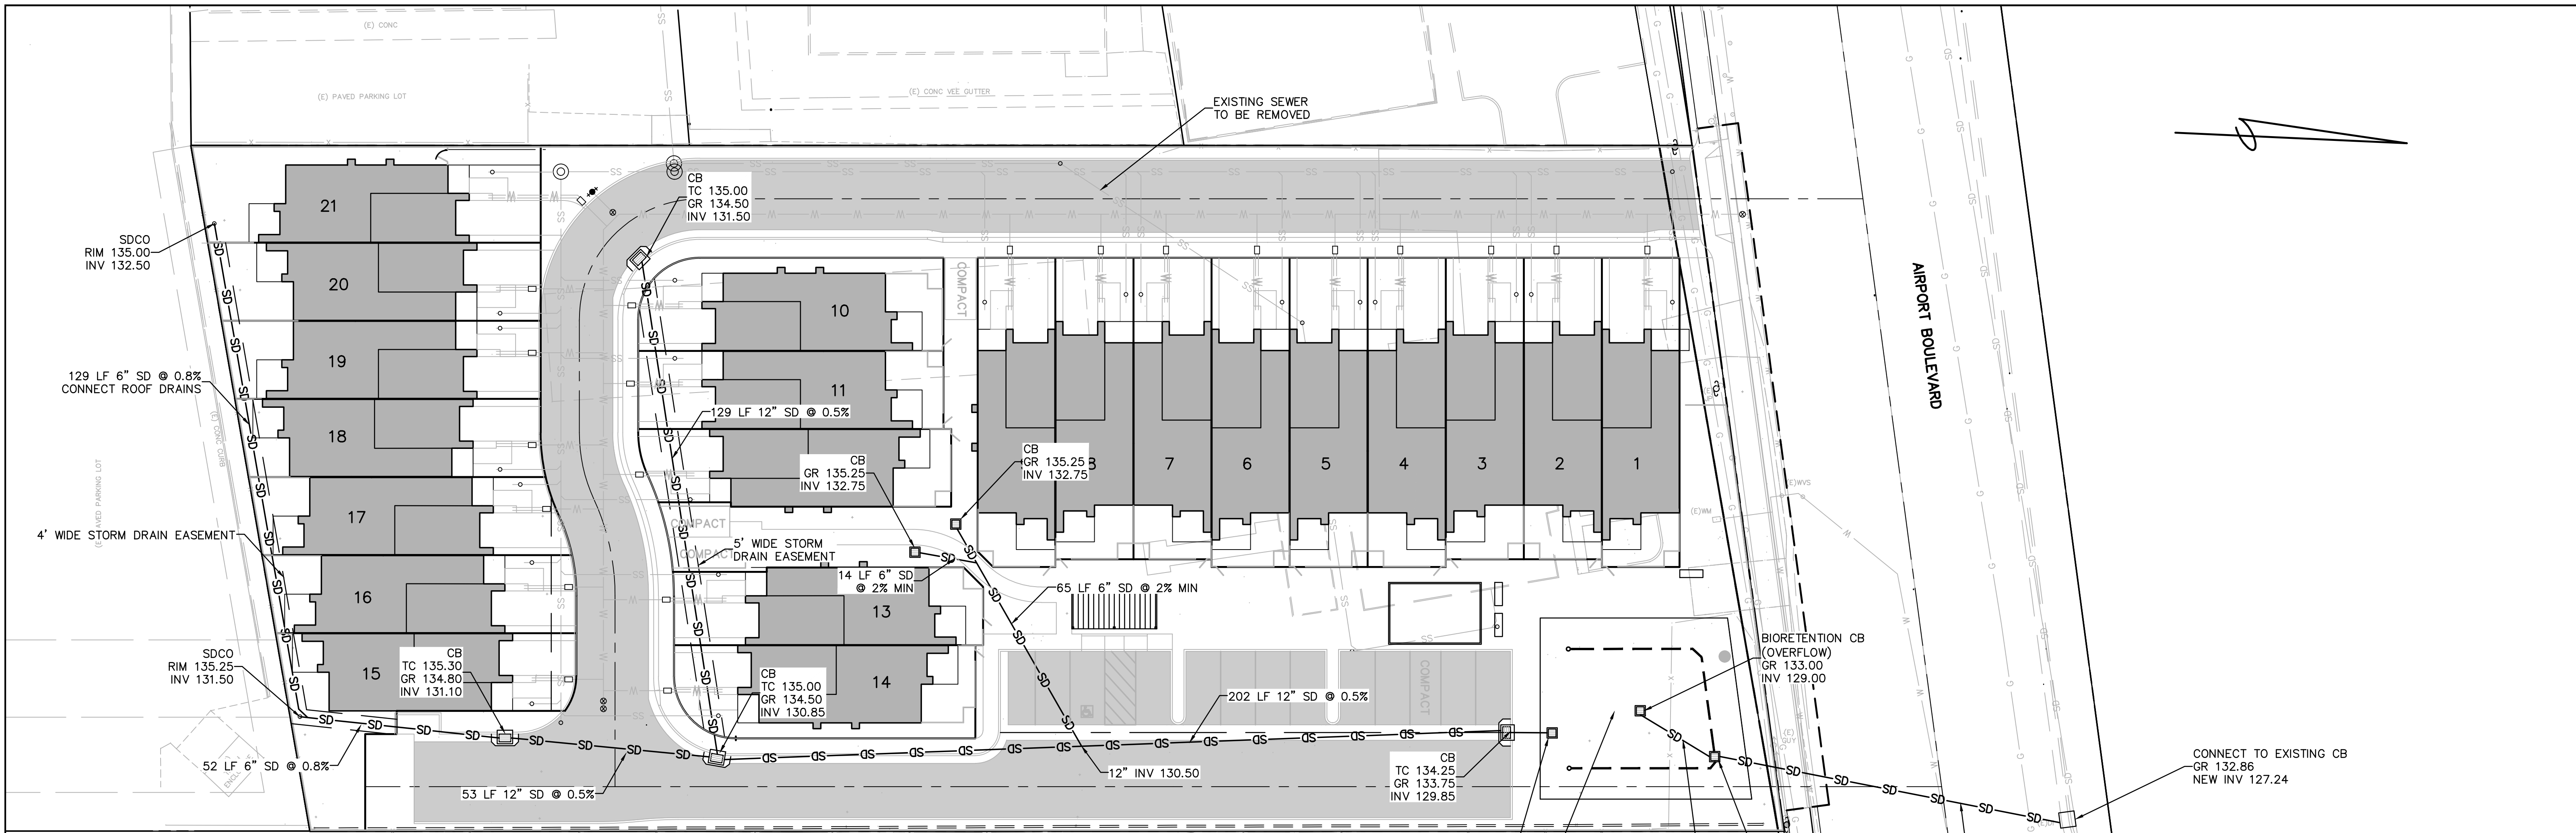 (E) CONC
(E) PAVED PARKING LOT
(E) CONC VEE GUTTER
EXISTING SEWER
TO BE REMOVED
CB
TC 135.00
GR 134.50
INV 131.50
SDCO
RIM 135.00
INV 132.50
21
20
19
18
17
16
15
10
11
13
14
8
7
6
5
4
3
2
1
COMPACT
AIRPORT BOULEVARD
129 LF 6" SD @ 0.8%
CONNECT ROOF DRAINS
(E) CONC CURB
129 LF 12" SD @ 0.5%
CB
GR 135.25
INV 132.75
CB
GR 135.25
INV 132.75
(E)WVS
(E)WM
4' WIDE STORM DRAIN EASEMENT
(E) PAVED PARKING LOT
COMPACT
COMPACT
5' WIDE STORM
DRAIN EASEMENT
14 LF 6" SD
@ 2% MIN
65 LF 6" SD @ 2% MIN
SDCO
RIM 135.25
INV 131.50
CB
TC 135.30
GR 134.80
INV 131.10
CB
TC 135.00
GR 134.50
INV 130.85
COMPACT
202 LF 12" SD @ 0.5%
BIORETENTION CB
(OVERFLOW)
GR 133.00
INV 129.00
52 LF 6" SD @ 0.8%
53 LF 12" SD @ 0.5%
12" INV 130.50
CB
TC 134.25
GR 133.75
INV 129.85
CONNECT TO EXISTING CB
GR 132.86
NEW INV 127.24